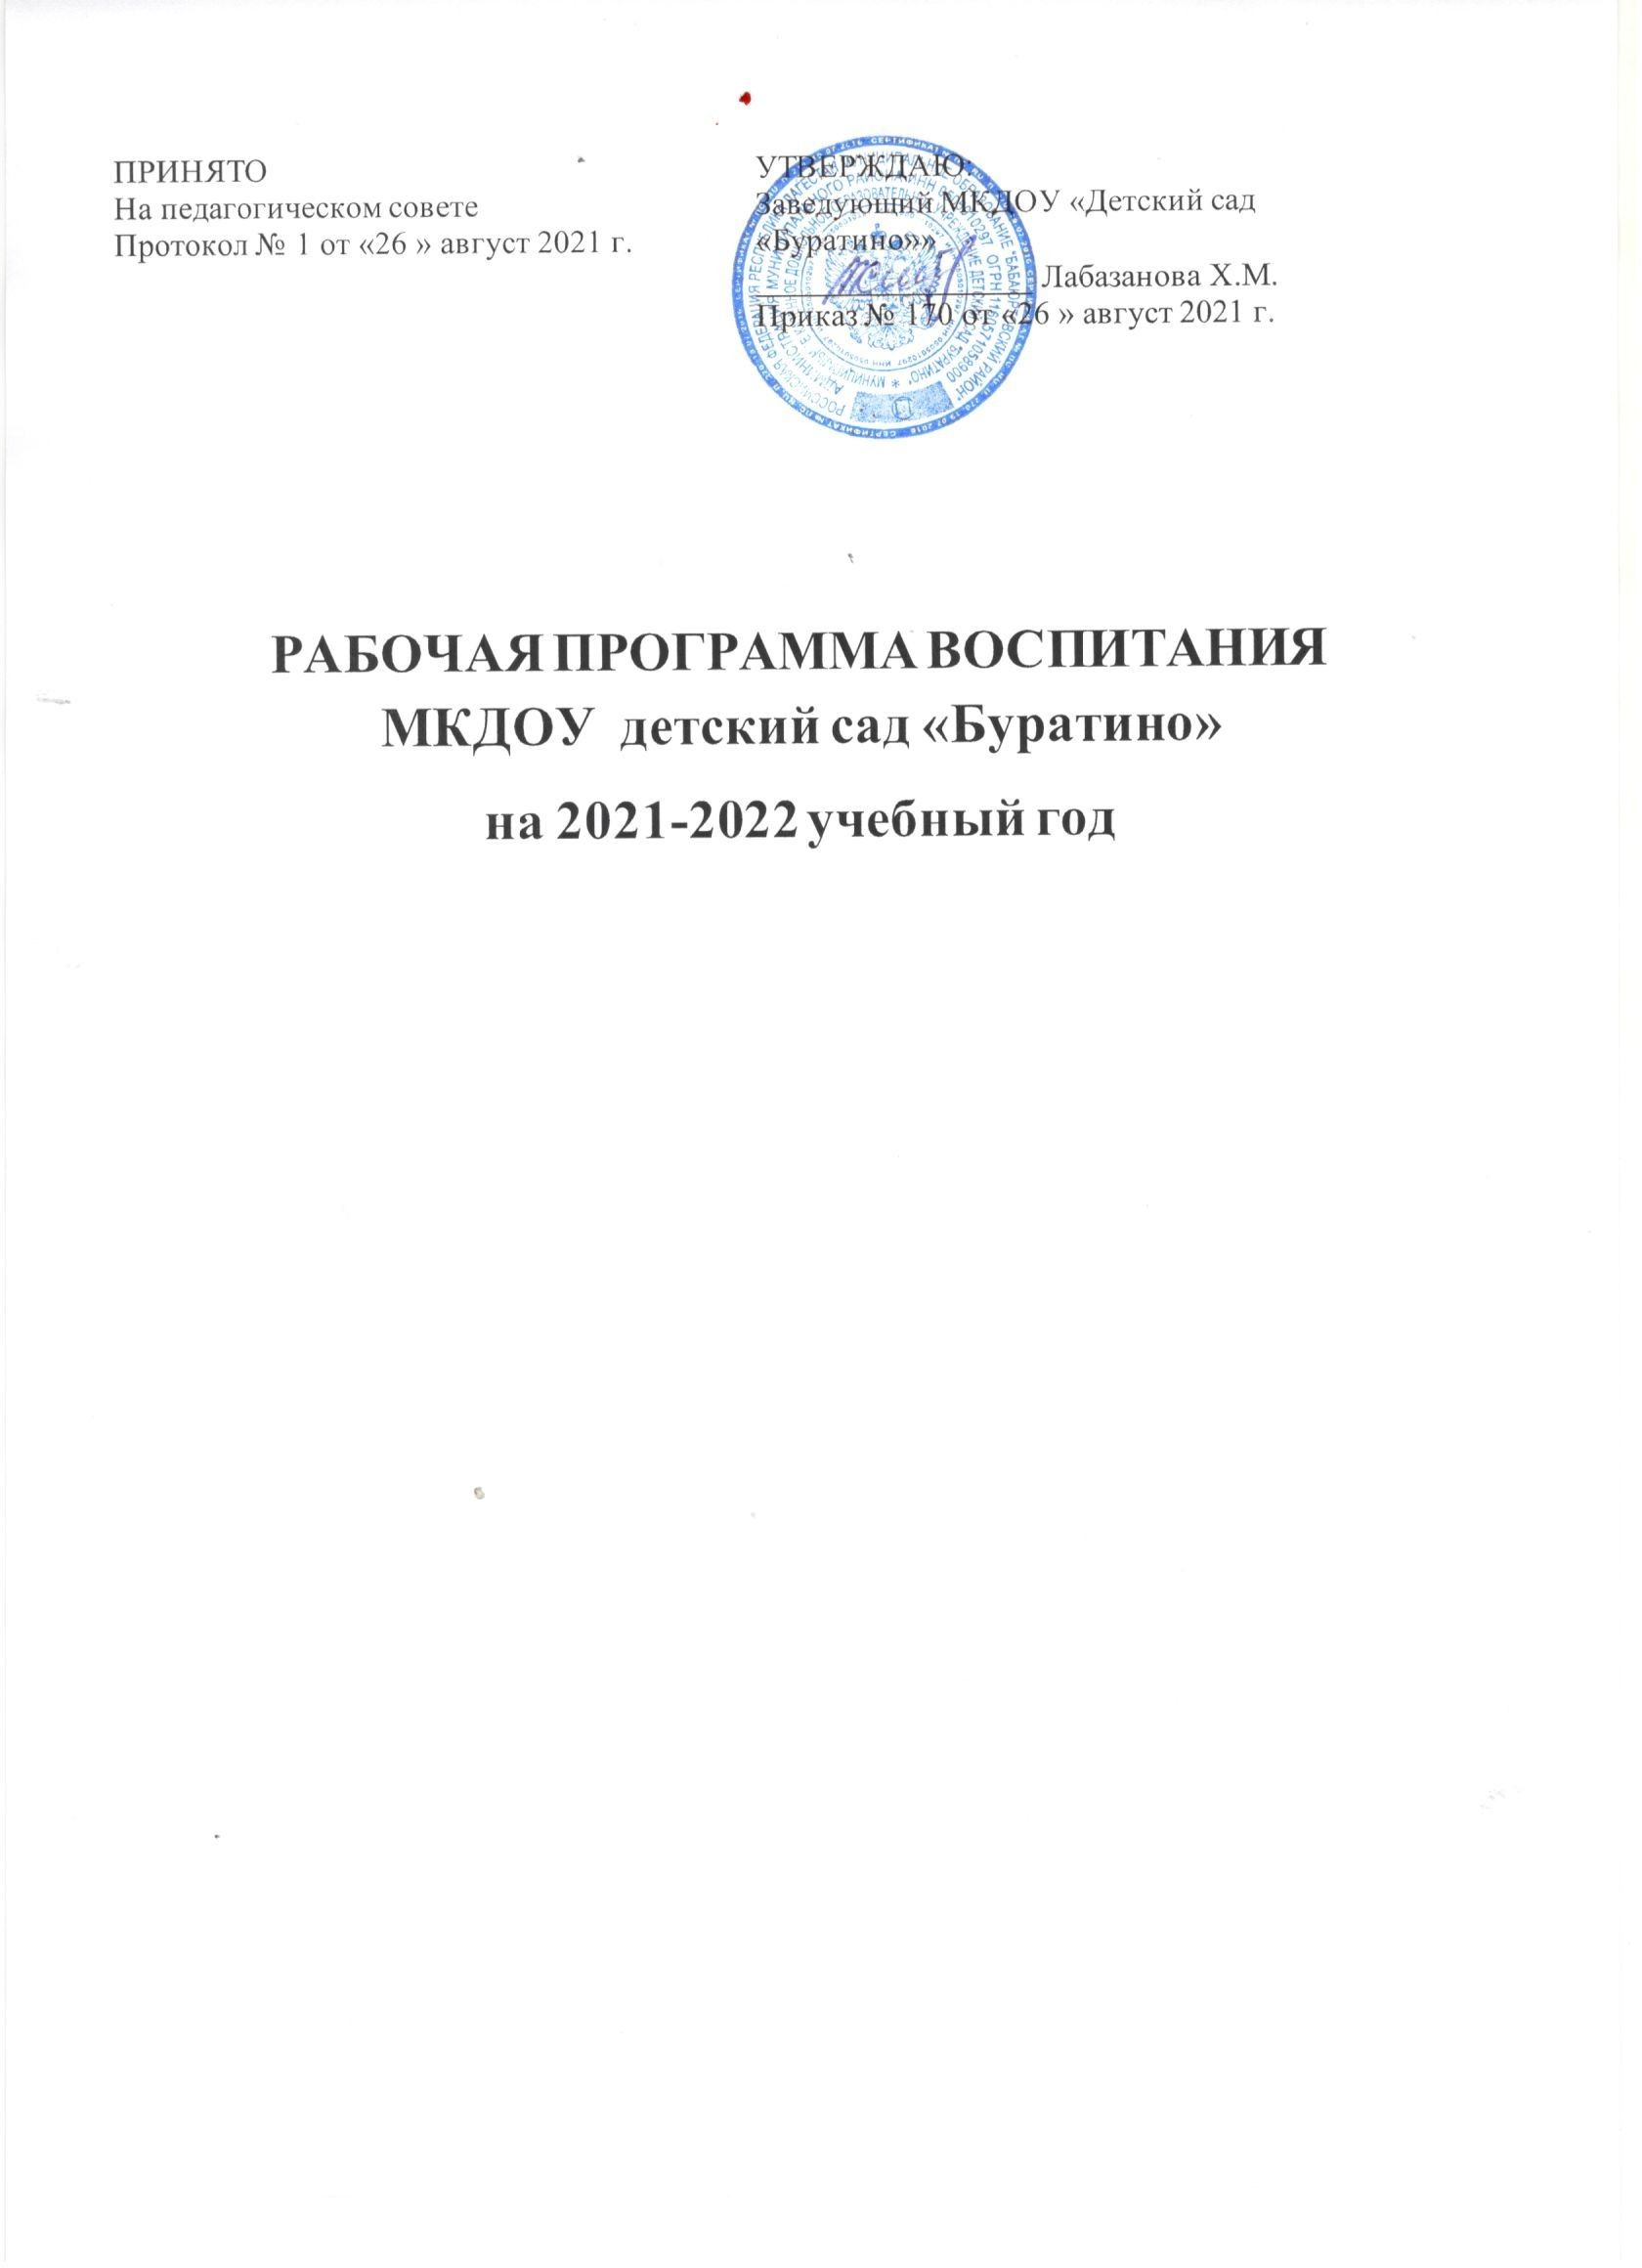 ПРИНЯТО
На педагогическом совете
Протокол № 1 от «26 » август 2021 г.
УТВЕРЖДАЮ:
Заведующий МКДОУ «Детский сад
«Буратино»»
Лабазанова Х.М.
Приказ № 170 от «26 » август 2021 г.
РАБОЧАЯ ПРОГРАММА ВОСПИТАНИЯ
МКДОУ детский сад «Буратино»
на 2021-2022 учебный год